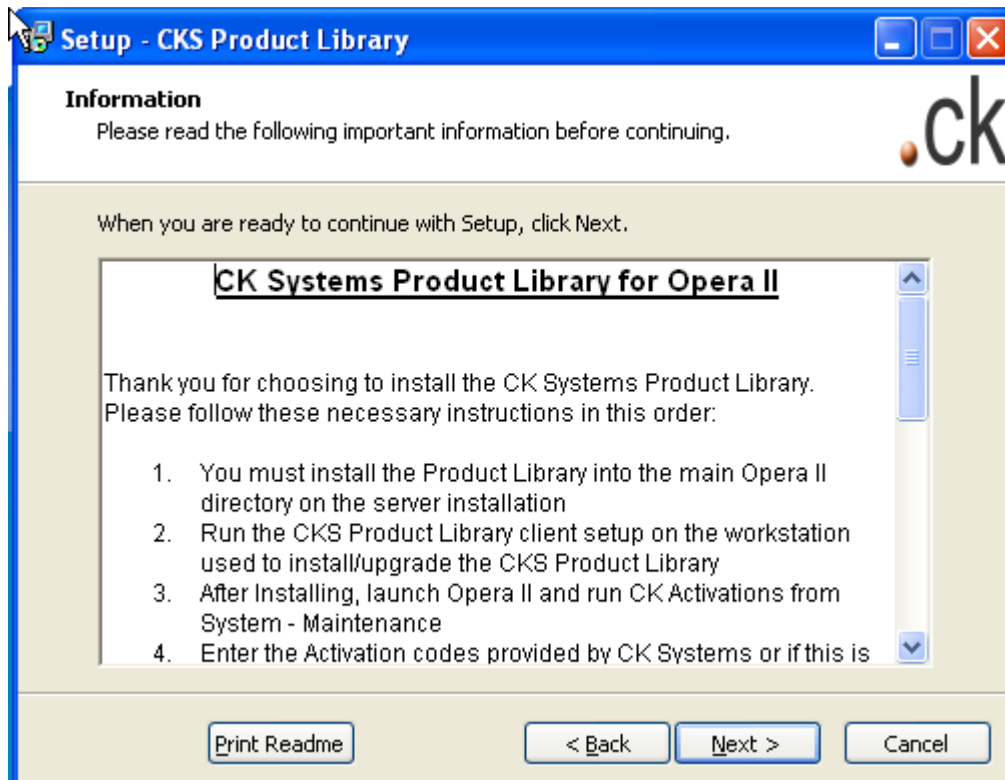 Setup - CKS Product Library
Information
Please read the following important information before continuing.
.ck
When you are ready to continue with Setup, click Next.
CK Systems Product Library for Opera II
Thank you for choosing to install the CK Systems Product Library.
Please follow these necessary instructions in this order:
1. You must install the Product Library into the main Opera II
directory on the server installation
2. Run the CKS Product Library client setup on the workstation
used to install/upgrade the CKS Product Library
3. After Installing, launch Opera II and run CK Activations from
System - Maintenance
4. Enter the Activation codes provided by CK Systems or if this is
Print Readme
< Back
Next >
Cancel